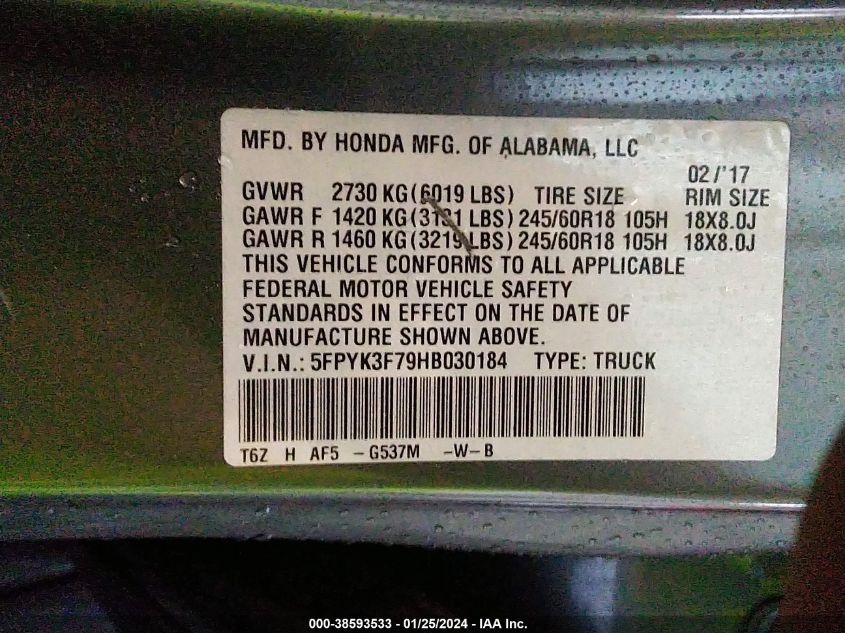 MFD. BY HONDA MFG. OF ALABAMA, LLC
02/'17
GVWR 2730 KG(6019 LBS) TIRE SIZE RIM SIZE
GAWR F 1420 KG(3131 LBS) 245/60R18 105H 18X8.0J
GAWR R 1460 KG(3219 LBS) 245/60R18 105H 18X8.0J
THIS VEHICLE CONFORMS TO ALL APPLICABLE
FEDERAL MOTOR VEHICLE SAFETY
STANDARDS IN EFFECT ON THE DATE OF
MANUFACTURE SHOWN ABOVE.
V.I.N.: 5FPYK3F79HB030184 TYPE: TRUCK
T6Z H AF5 -G537M -W-B
000-38593533 - 01/25/2024 - IAA Inc.